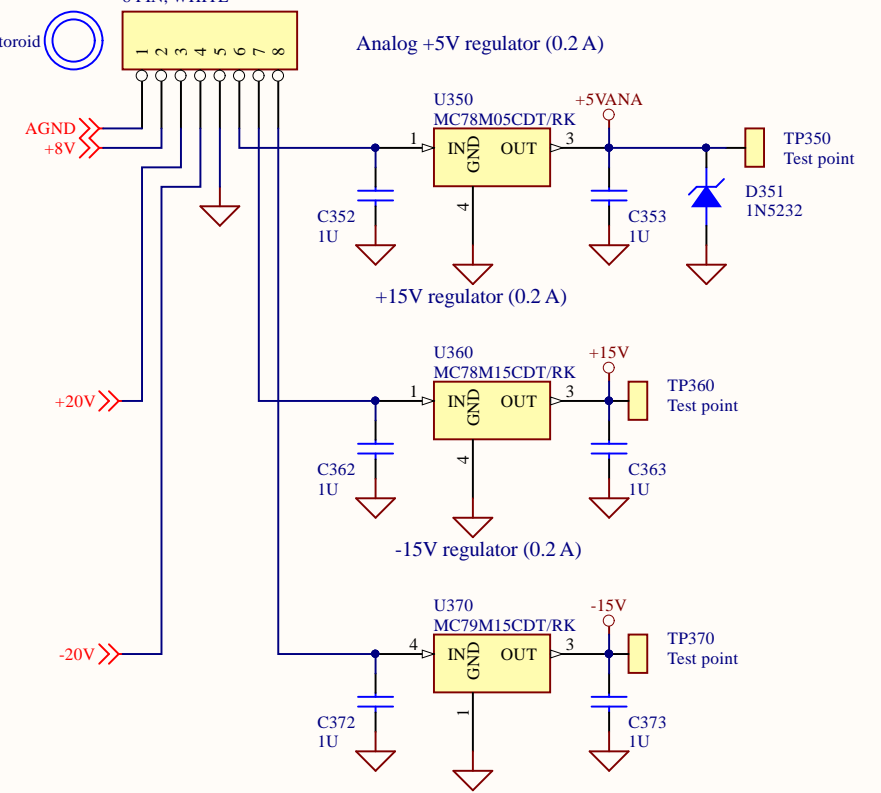 toroid
1 2 3 4 5 6 7 8
Analog +5V regulator (0.2 A)
AGND
+8V
U350
MC78M05CDT/RK
+5VANA
1
IN
GND
OUT
3
4
TP350
Test point
C352
1U
C353
1U
D351
1N5232
+15V regulator (0.2 A)
+20V
U360
MC78M15CDT/RK
+15V
1
IN
GND
OUT
3
4
TP360
Test point
C362
1U
C363
1U
-15V regulator (0.2 A)
-20V
U370
MC79M15CDT/RK
-15V
4
IN
GND
OUT
3
1
TP370
Test point
C372
1U
C373
1U